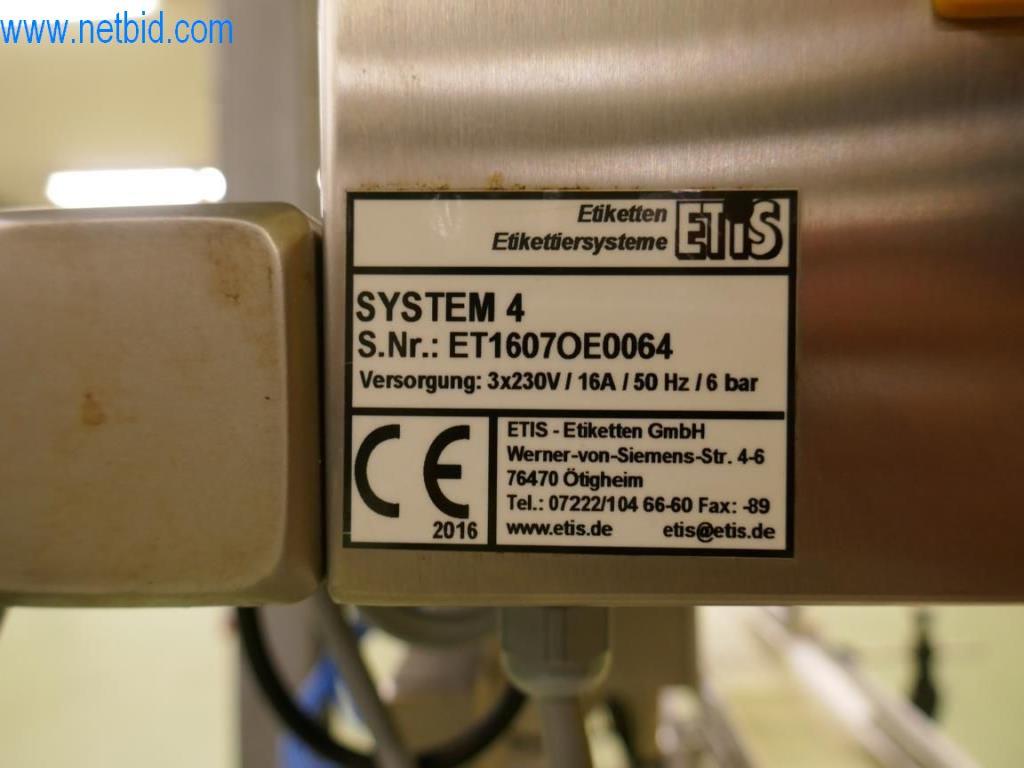 www.netbid.com
Etiketten
Etikettiersysteme ETiS
SYSTEM 4
S.Nr.: ET1607OE0064
Versorgung: 3x230V / 16A / 50 Hz / 6 bar
CE
2016
ETIS - Etiketten GmbH
Werner-von-Siemens-Str. 4-6
76470 Ötigheim
Tel.: 07222/104 66-60 Fax: -89
www.etis.de etis@etis.de